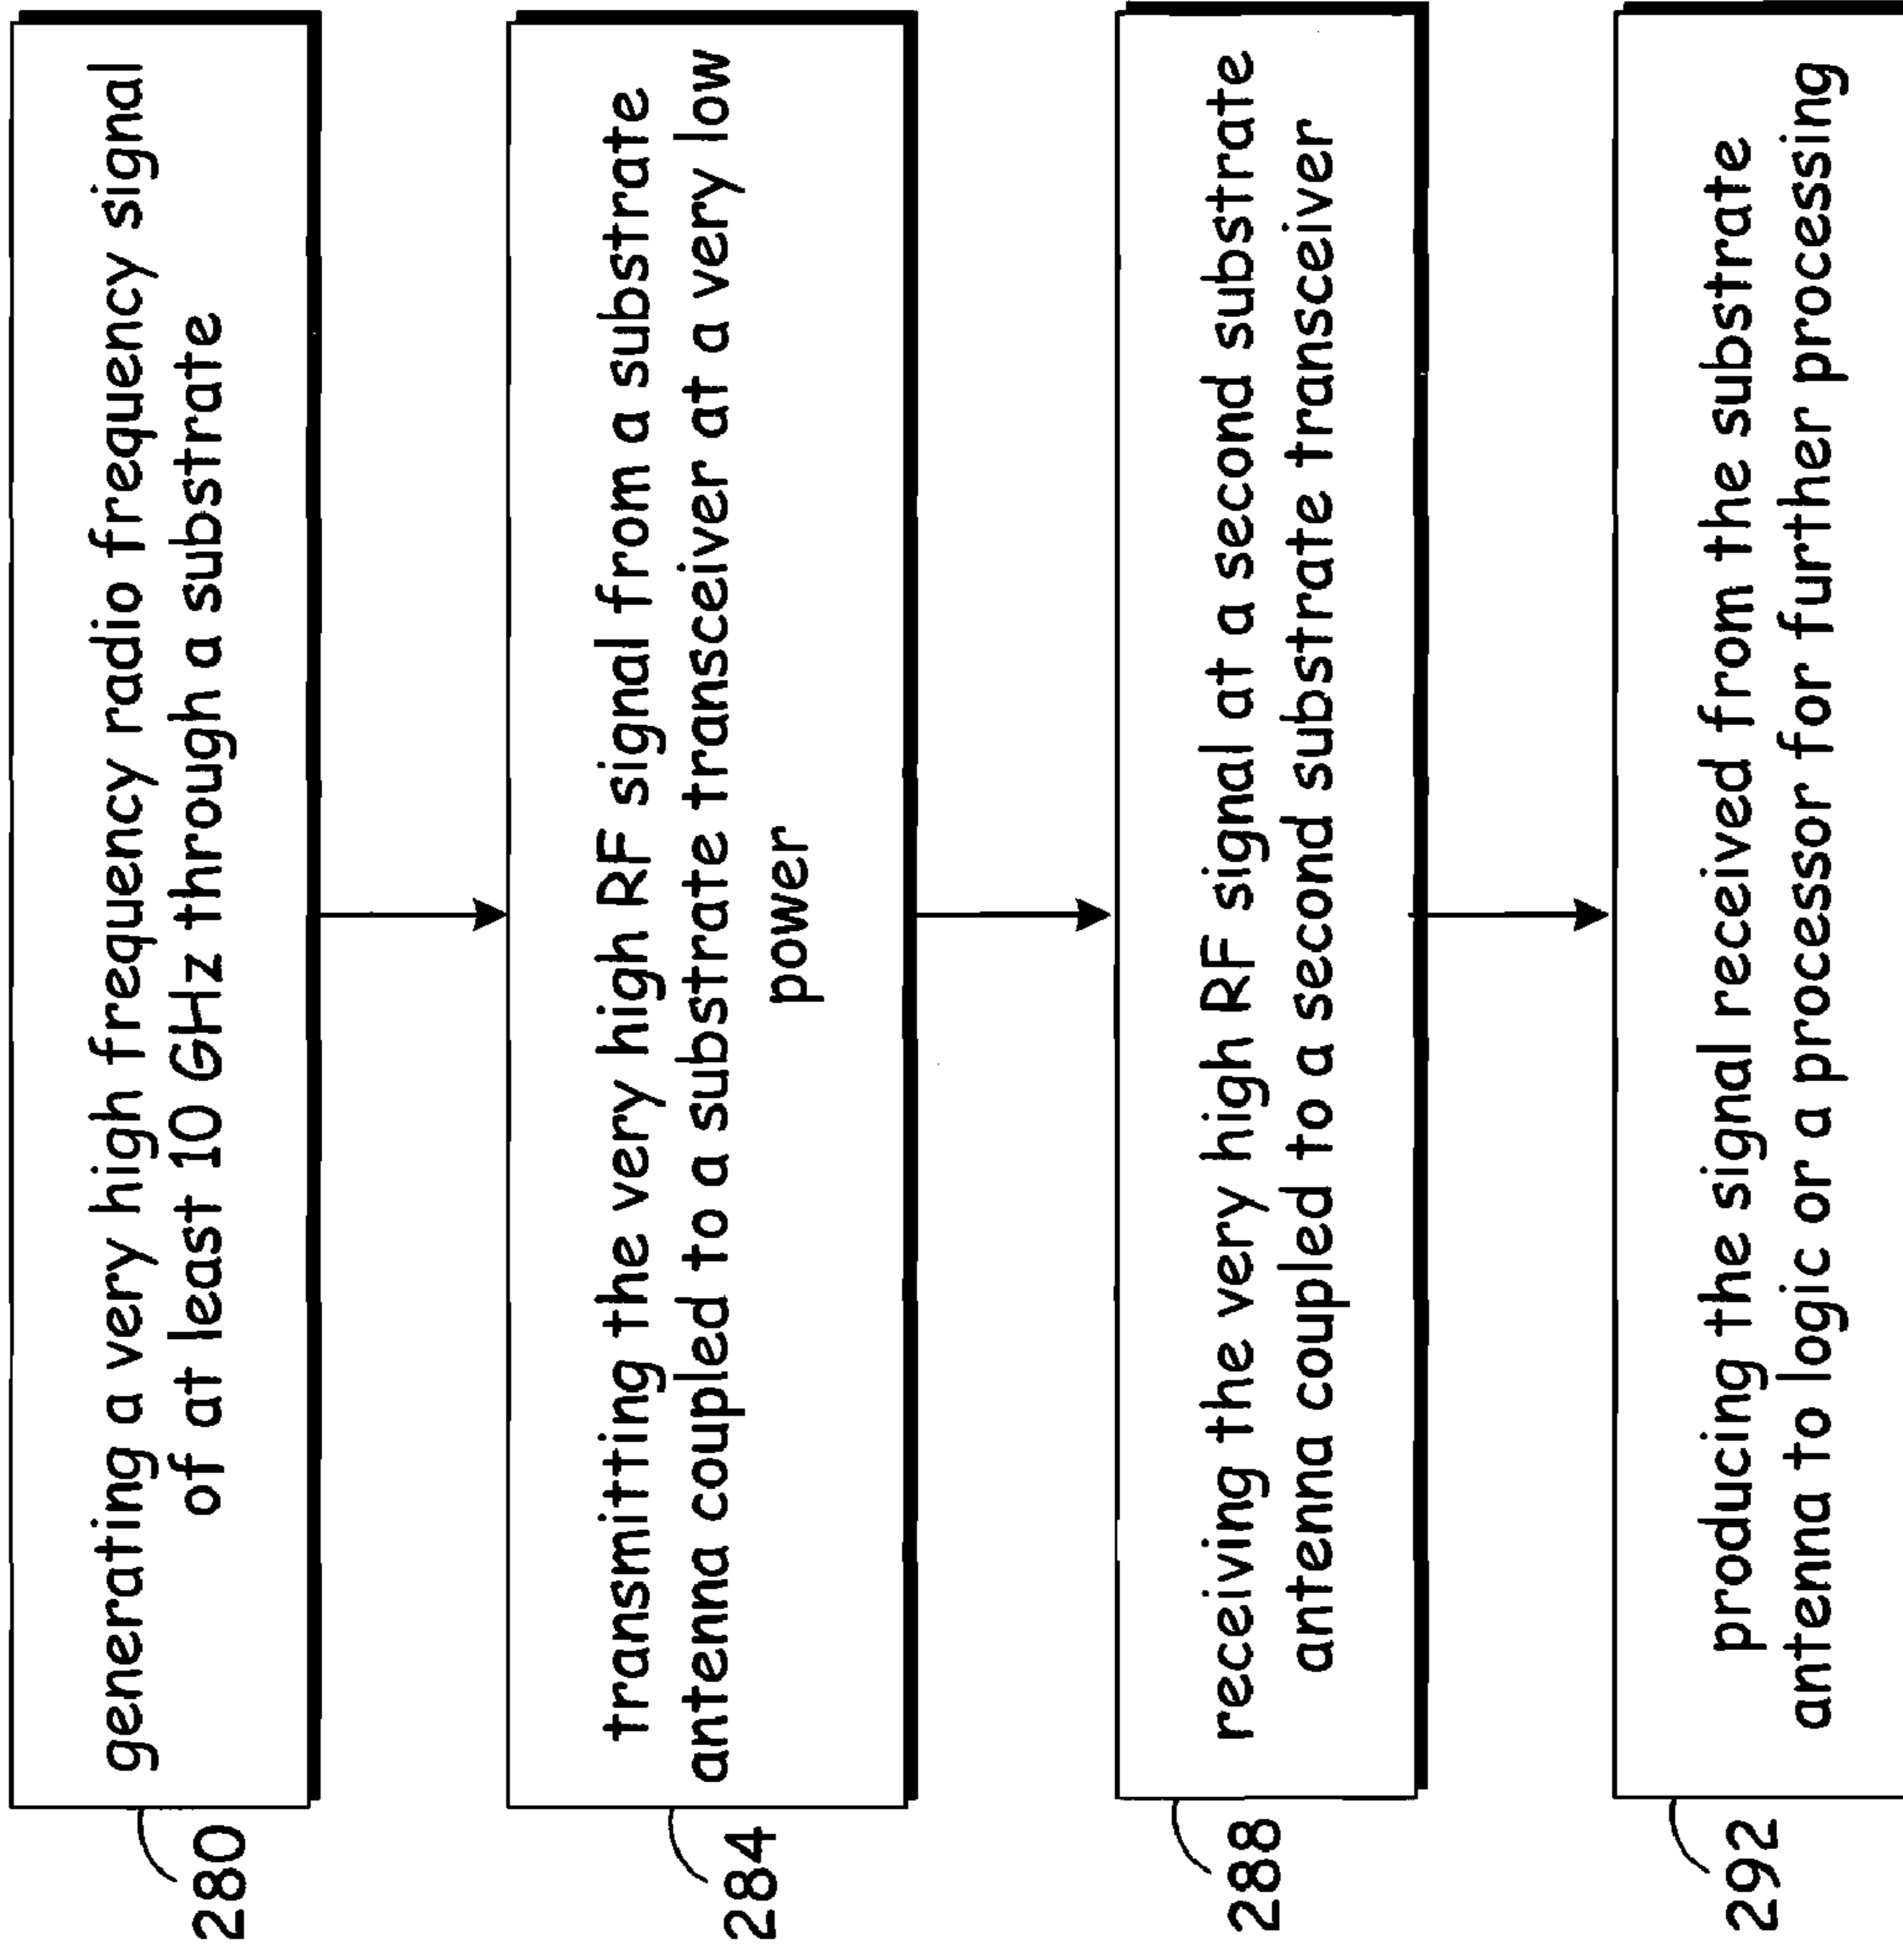 generating a very high frequency radio frequency signal
of at least 10 GHz through a substrate
280
transmitting the very high RF signal from a substrate
antenna coupled to a substrate transceiver at a very low
power
284
receiving the very high RF signal at a second substrate
antenna coupled to a second substrate transceiver
288
producing the signal received from the substrate
antenna to logic or a processor for further processing
292